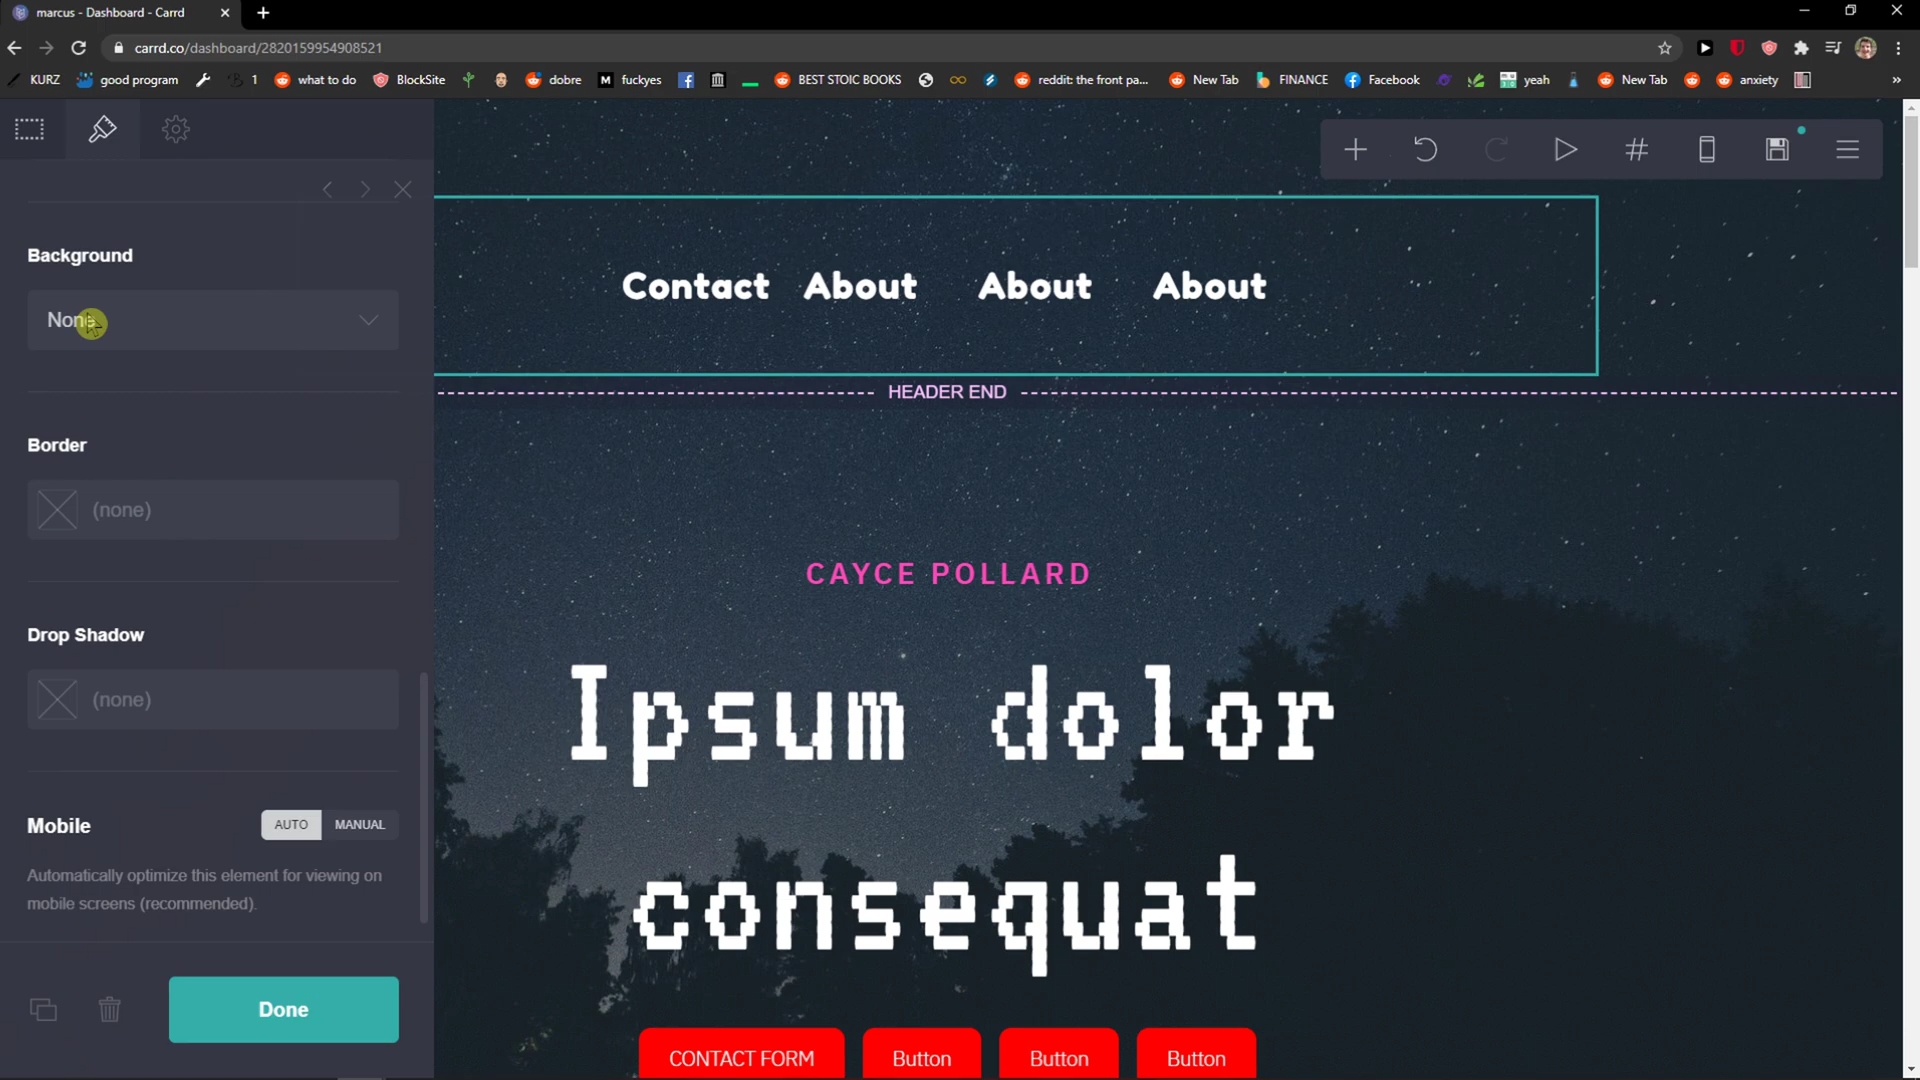 marcus - Dashboard - Carrd
carrd.co/dashboard/2820159954908521
KURZ good program 1 what to do BlockSite dobre fuckyes BEST STOIC BOOKS reddit: the front pa... New Tab FINANCE Facebook yeah New Tab anxiety »
Background
None
Border
(none)
Drop Shadow
(none)
Mobile AUTO MANUAL
Automatically optimize this element for viewing on
mobile screens (recommended).
Done
Contact About About About
HEADER END
CAYCE POLLARD
Ipsum dolor
consequat
CONTACT FORM Button Button Button